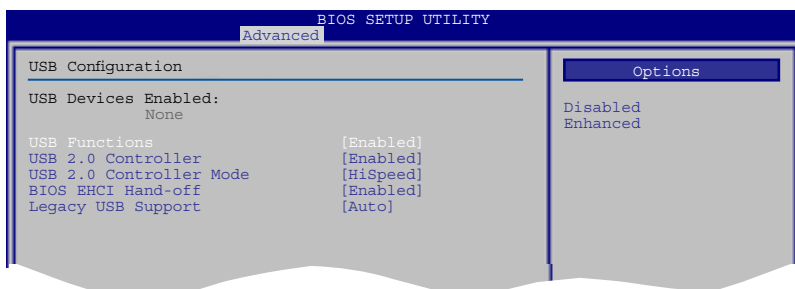 BIOS SETUP UTILITY
Advanced
USB Configuration
USB Devices Enabled:
None
USB Functions [Enabled]
USB 2.0 Controller [Enabled]
USB 2.0 Controller Mode [HiSpeed]
BIOS EHCI Hand-off [Enabled]
Legacy USB Support [Auto]
Options
Disabled
Enhanced